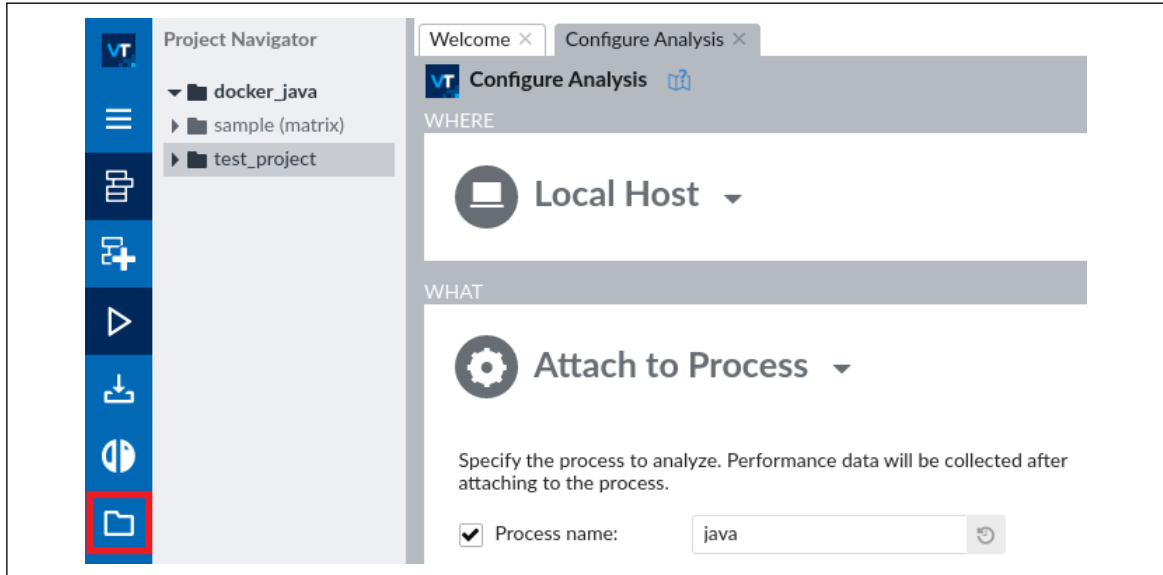 VT
Project Navigator
docker_java
sample (matrix)
test_project
Welcome
Configure Analysis
VT Configure Analysis
WHERE
Local Host
WHAT
Attach to Process
Specify the process to analyze. Performance data will be collected after
attaching to the process.
Process name: java